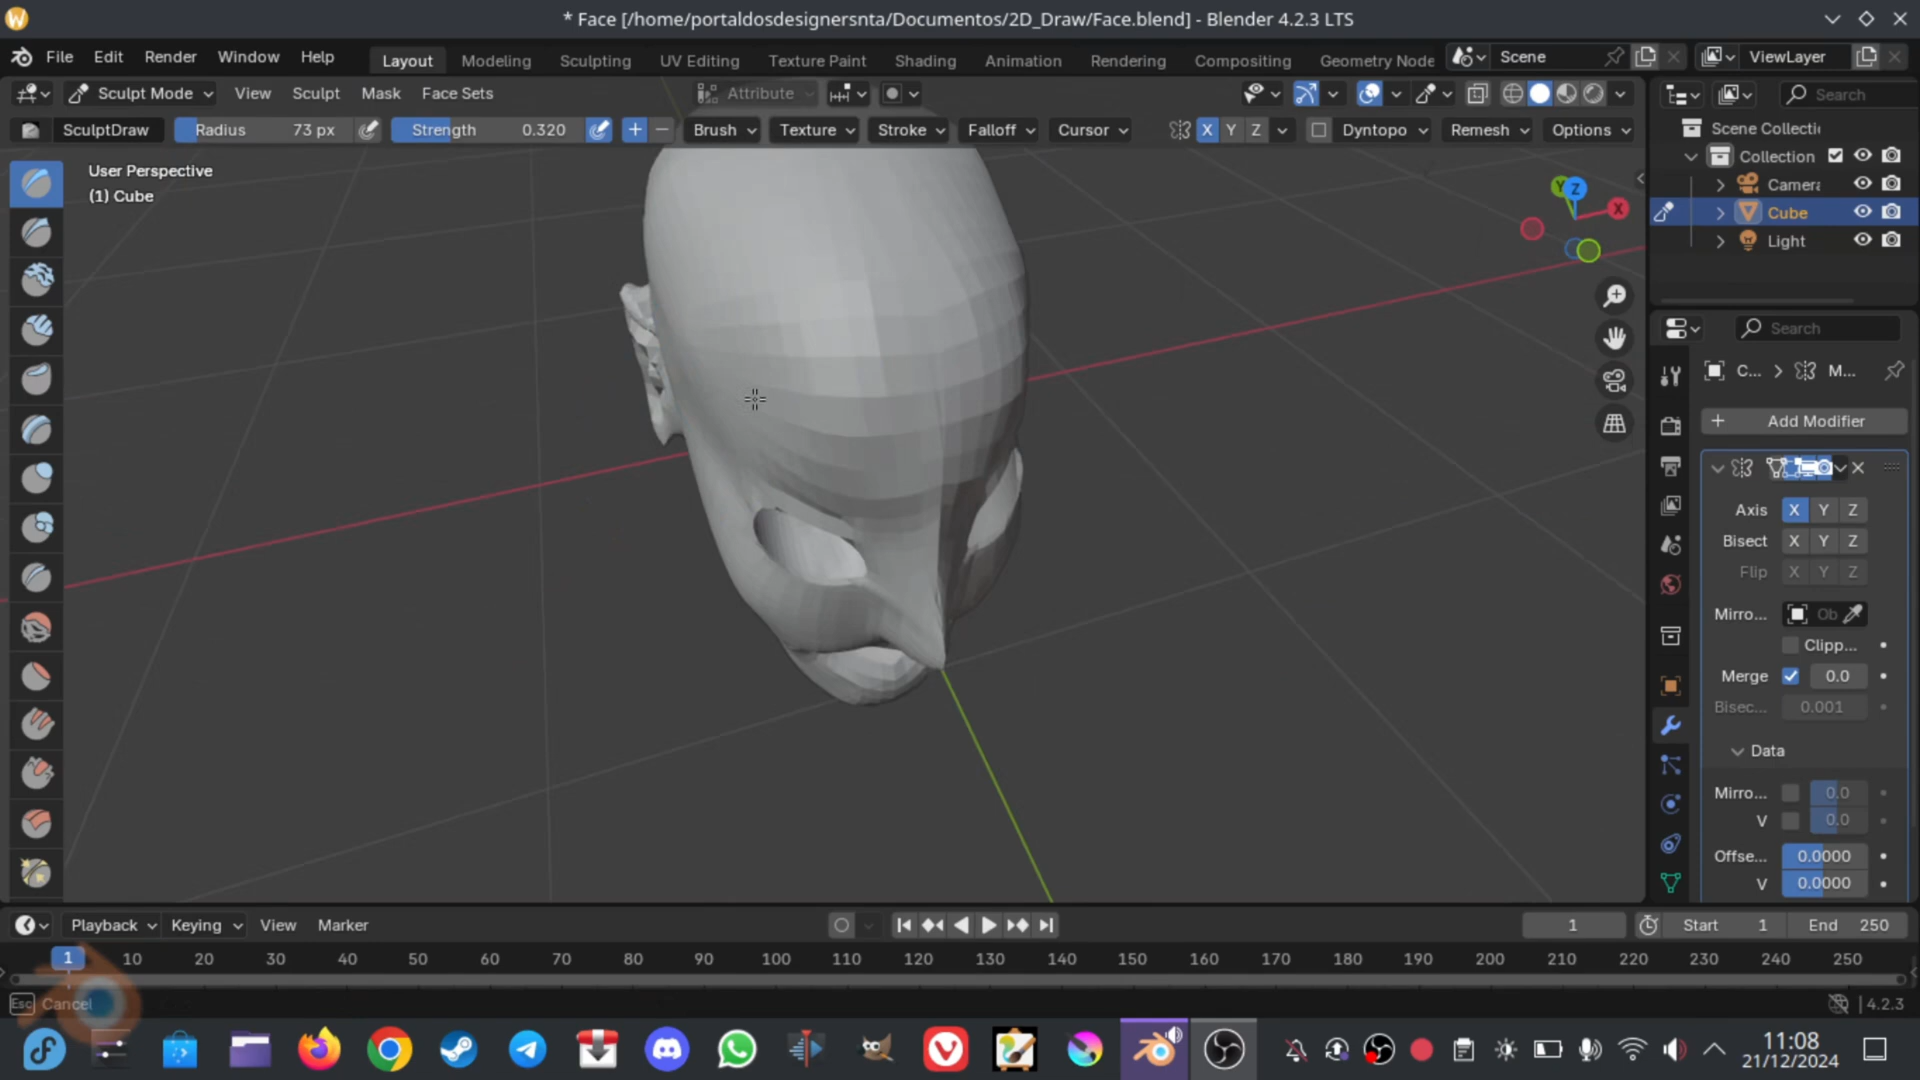 * Face [/home/portaldosdesignersnta/Documentos/2D_Draw/Face.blend] - Blender 4.2.3 LTS
File Edit Render Window Help Layout Modeling Sculpting UV Editing Texture Paint Shading Animation Rendering Compositing Geometry Node Scene ViewLayer
Sculpt Mode View Sculpt Mask Face Sets Attribute Search
SculptDraw Radius 73 px Strength 0.320 Brush Texture Stroke Falloff Cursor X Y Z Dyntopo Remesh Options
Scene Collecti
Collection
Camera
Cube
Light
User Perspective
(1) Cube
Y Z X
Search
C... M...
Add Modifier
Axis X Y Z
Bisect X Y Z
Flip X Y Z
Mirro... Ob
Clipp...
Merge 0.0
Bisec... 0.001
Data
Mirro... 0.0
V 0.0
Offse... 0.0000
V 0.0000
Playback Keying View Marker 1 Start 1 End 250
1 10 20 30 40 50 60 70 80 90 100 110 120 130 140 150 160 170 180 190 200 210 220 230 240 250
Esc Cancel 4.2.3
11:08
21/12/2024